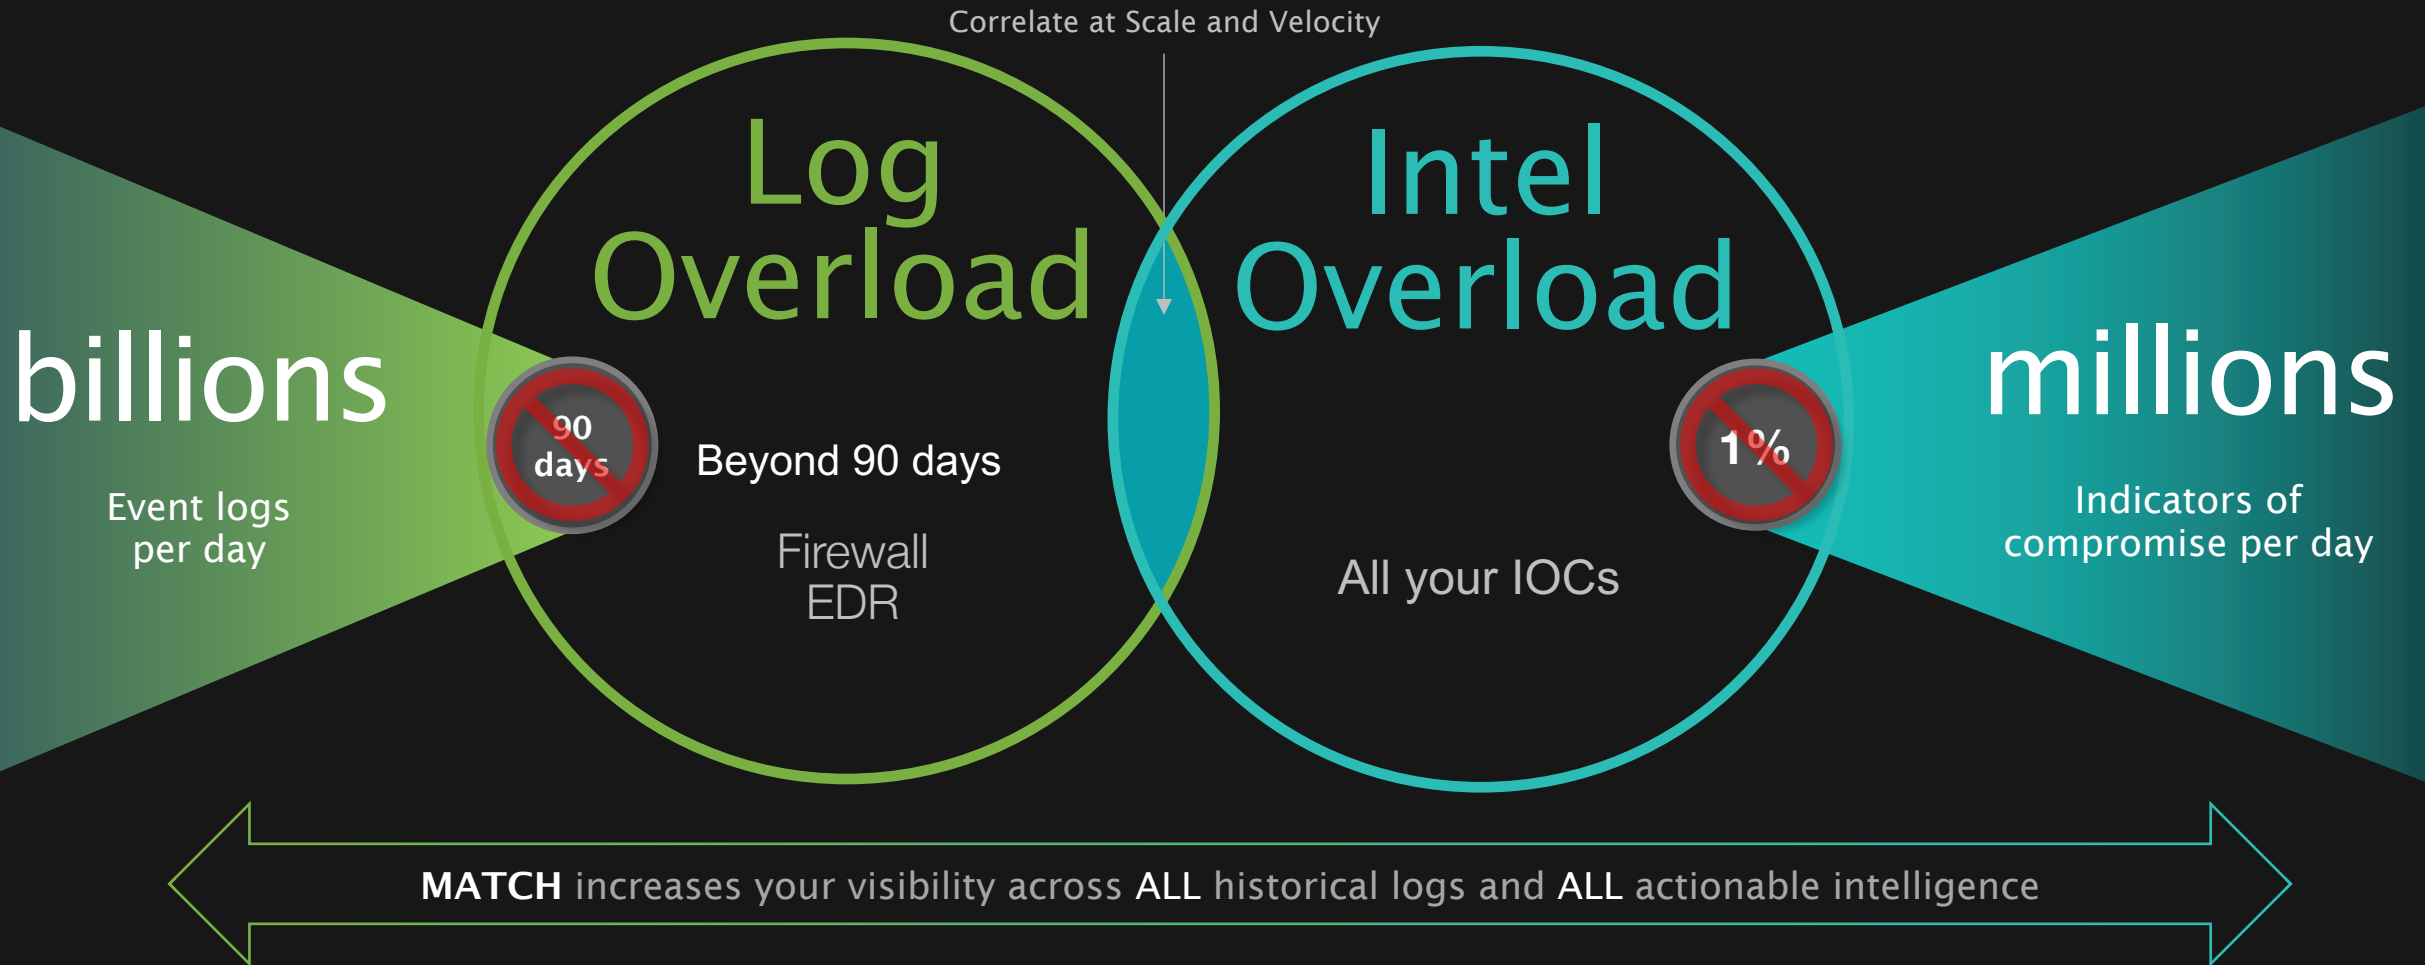 Correlate at Scale and Velocity
Log
Overload
Intel
Overload
billions
Event logs
per day
90
days
Beyond 90 days
Firewall
EDR
All your IOCs
1%
millions
Indicators of
compromise per day
MATCH increases your visibility across ALL historical logs and ALL actionable intelligence